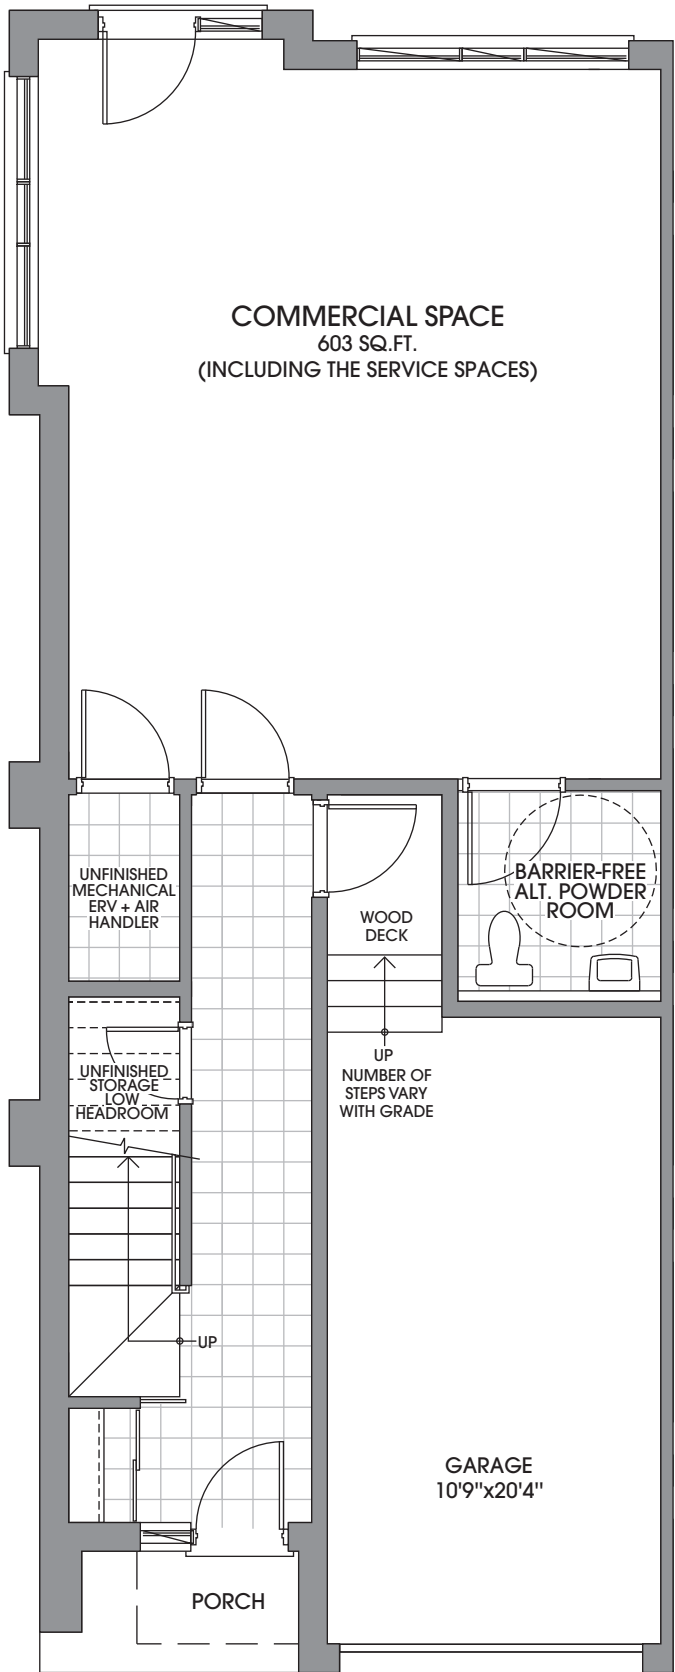 COMMERCIAL SPACE
603 SQ.FT.
(INCLUDING THE SERVICE SPACES)
UNFINISHED
MECHANICAL
ERV + AIR
HANDLER
WOOD
DECK
BARRIER-FREE
ALT. POWDER
ROOM
UP
NUMBER OF
STEPS VARY
WITH GRADE
UNFINISHED
STORAGE
LOW
HEADROOM
UP
GARAGE
10'9"x20'4"
PORCH